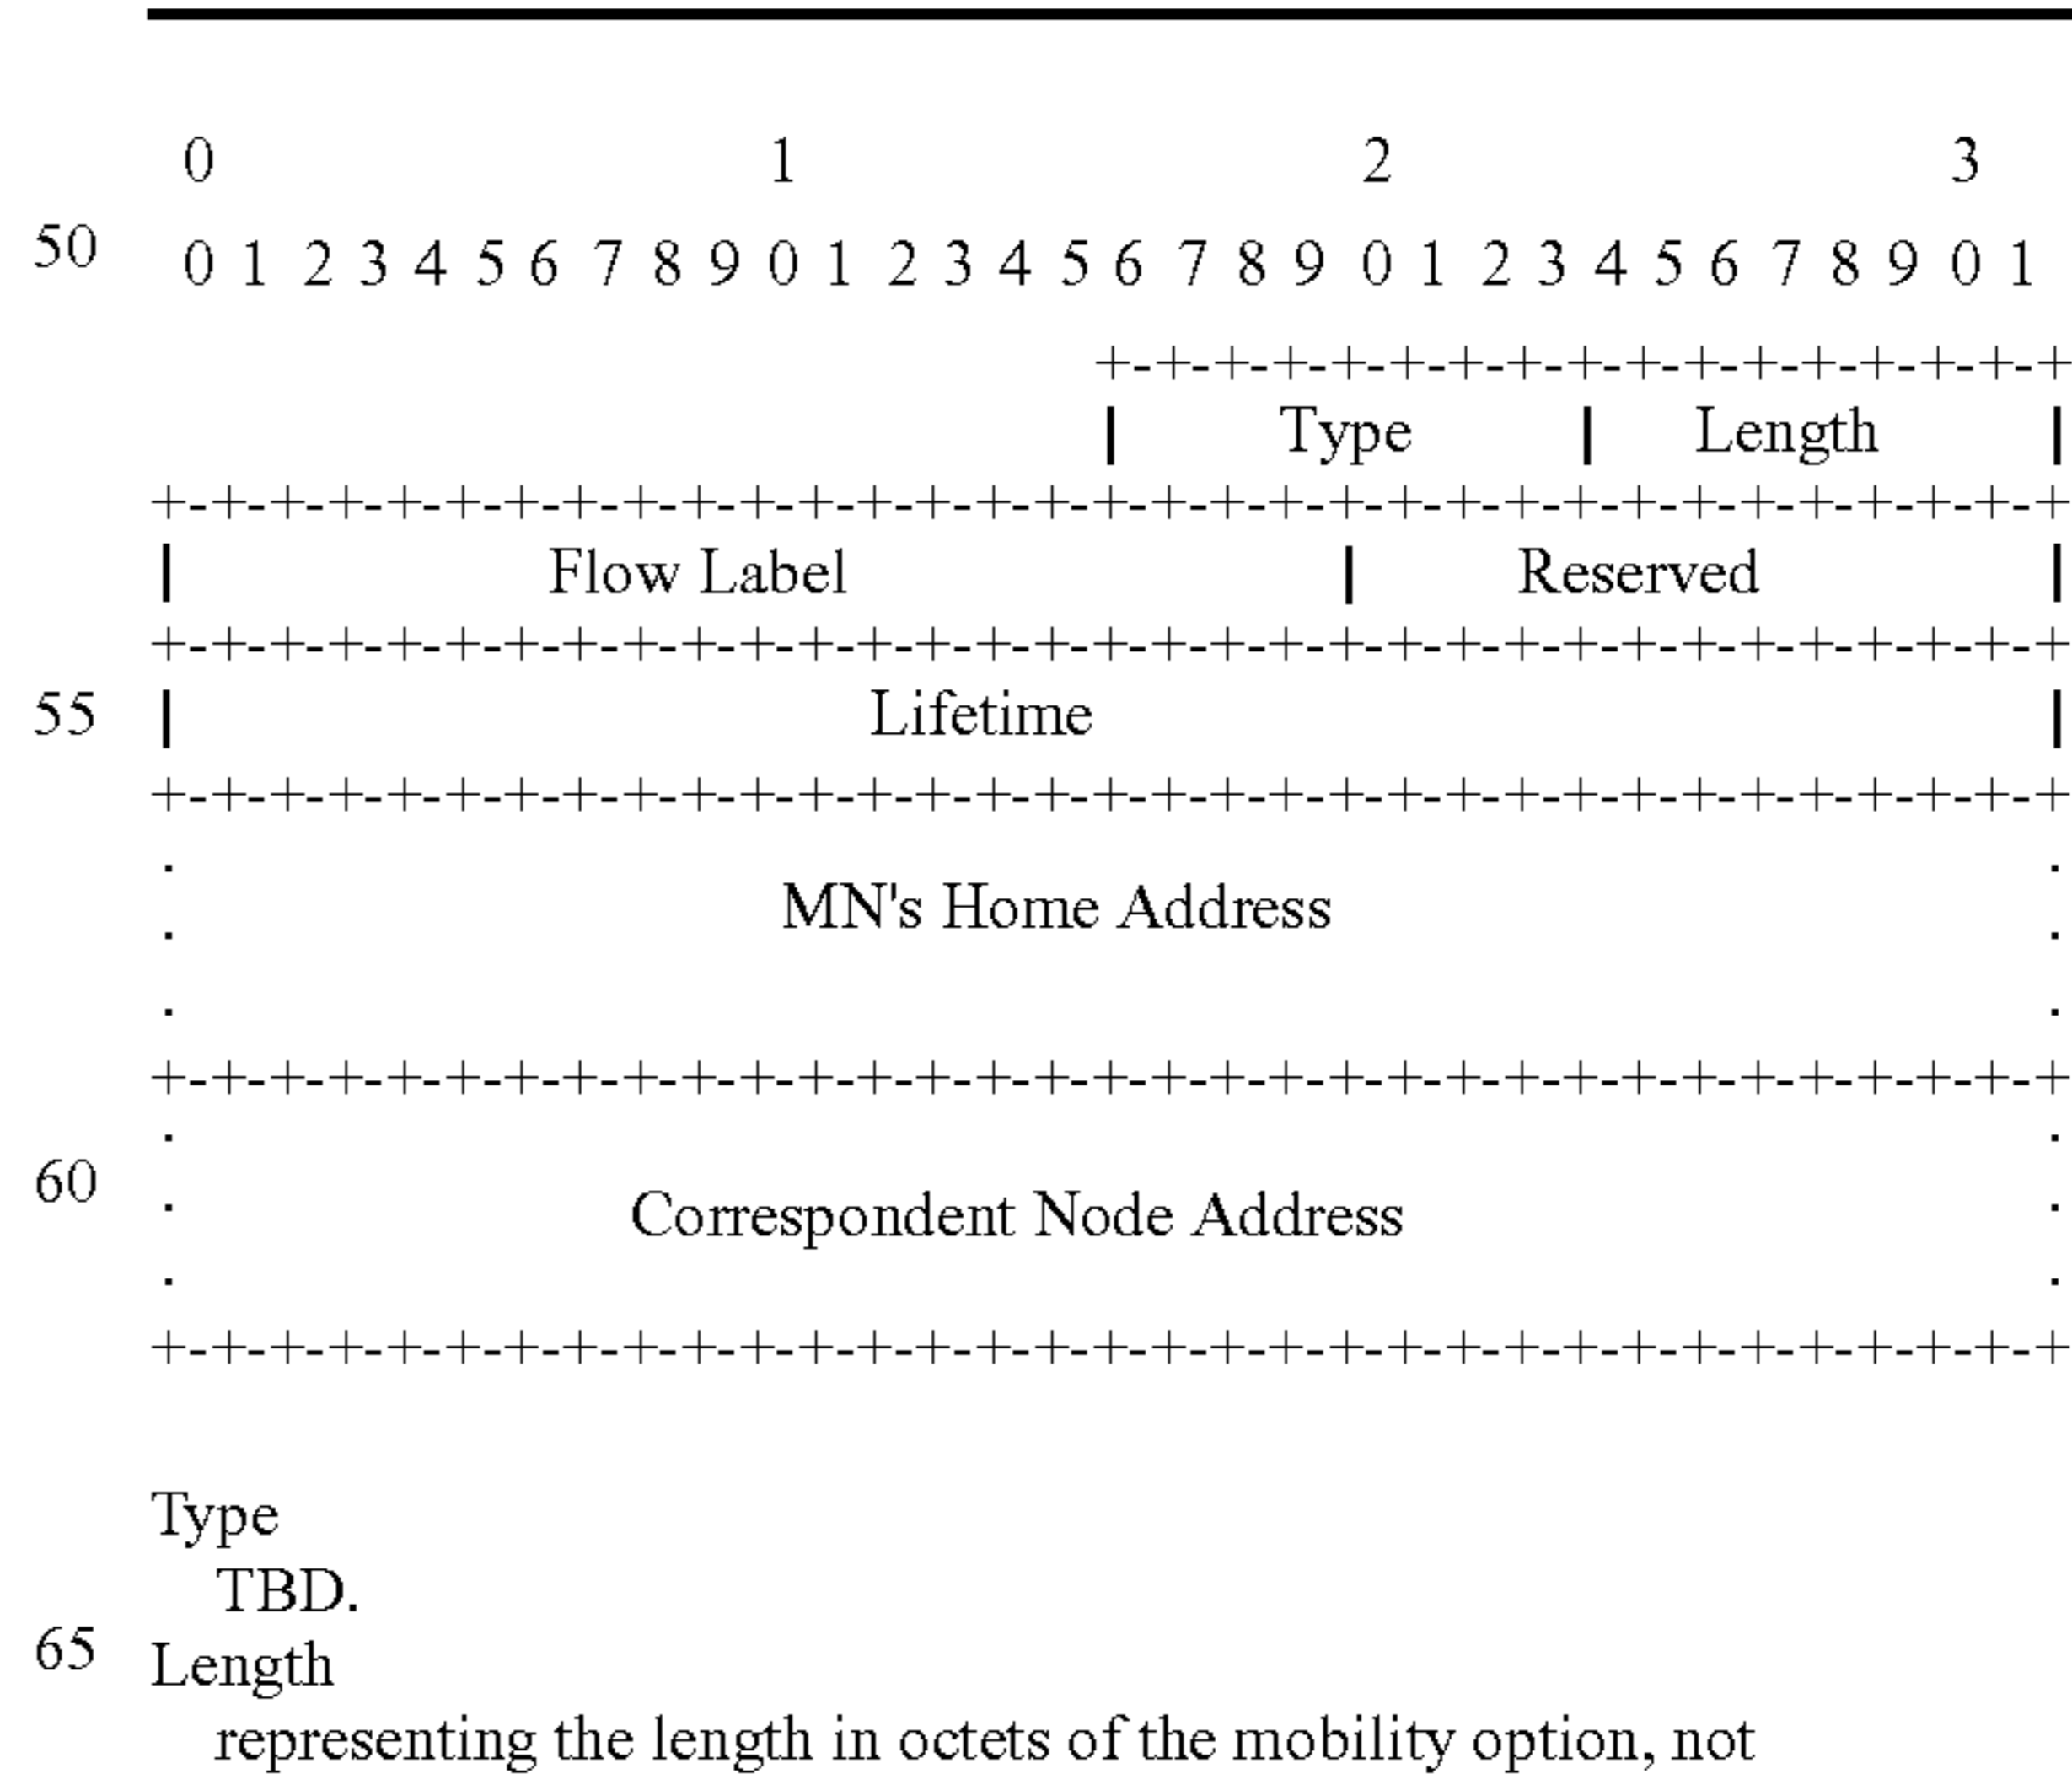 0 1 2 3
50 0 1 2 3 4 5 6 7 8 9 0 1 2 3 4 5 6 7 8 9 0 1 2 3 4 5 6 7 8 9 0 1
+-+-+-+-+-+-+-+-+-+-+-+-+-+-+-+-+
| Type | Length |
+-+-+-+-+-+-+-+-+-+-+-+-+-+-+-+-+-+-+-+-+-+-+-+-+-+-+-+-+-+-+-+-+
| Flow Label | Reserved |
+-+-+-+-+-+-+-+-+-+-+-+-+-+-+-+-+-+-+-+-+-+-+-+-+-+-+-+-+-+-+-+-+
55 | Lifetime |
+-+-+-+-+-+-+-+-+-+-+-+-+-+-+-+-+-+-+-+-+-+-+-+-+-+-+-+-+-+-+-+-+
. .
MN's Home Address
. .
. .
+-+-+-+-+-+-+-+-+-+-+-+-+-+-+-+-+-+-+-+-+-+-+-+-+-+-+-+-+-+-+-+-+
. .
60 . Correspondent Node Address .
. .
+-+-+-+-+-+-+-+-+-+-+-+-+-+-+-+-+-+-+-+-+-+-+-+-+-+-+-+-+-+-+-+-+
Type
TBD.
65 Length
representing the length in octets of the mobility option, not